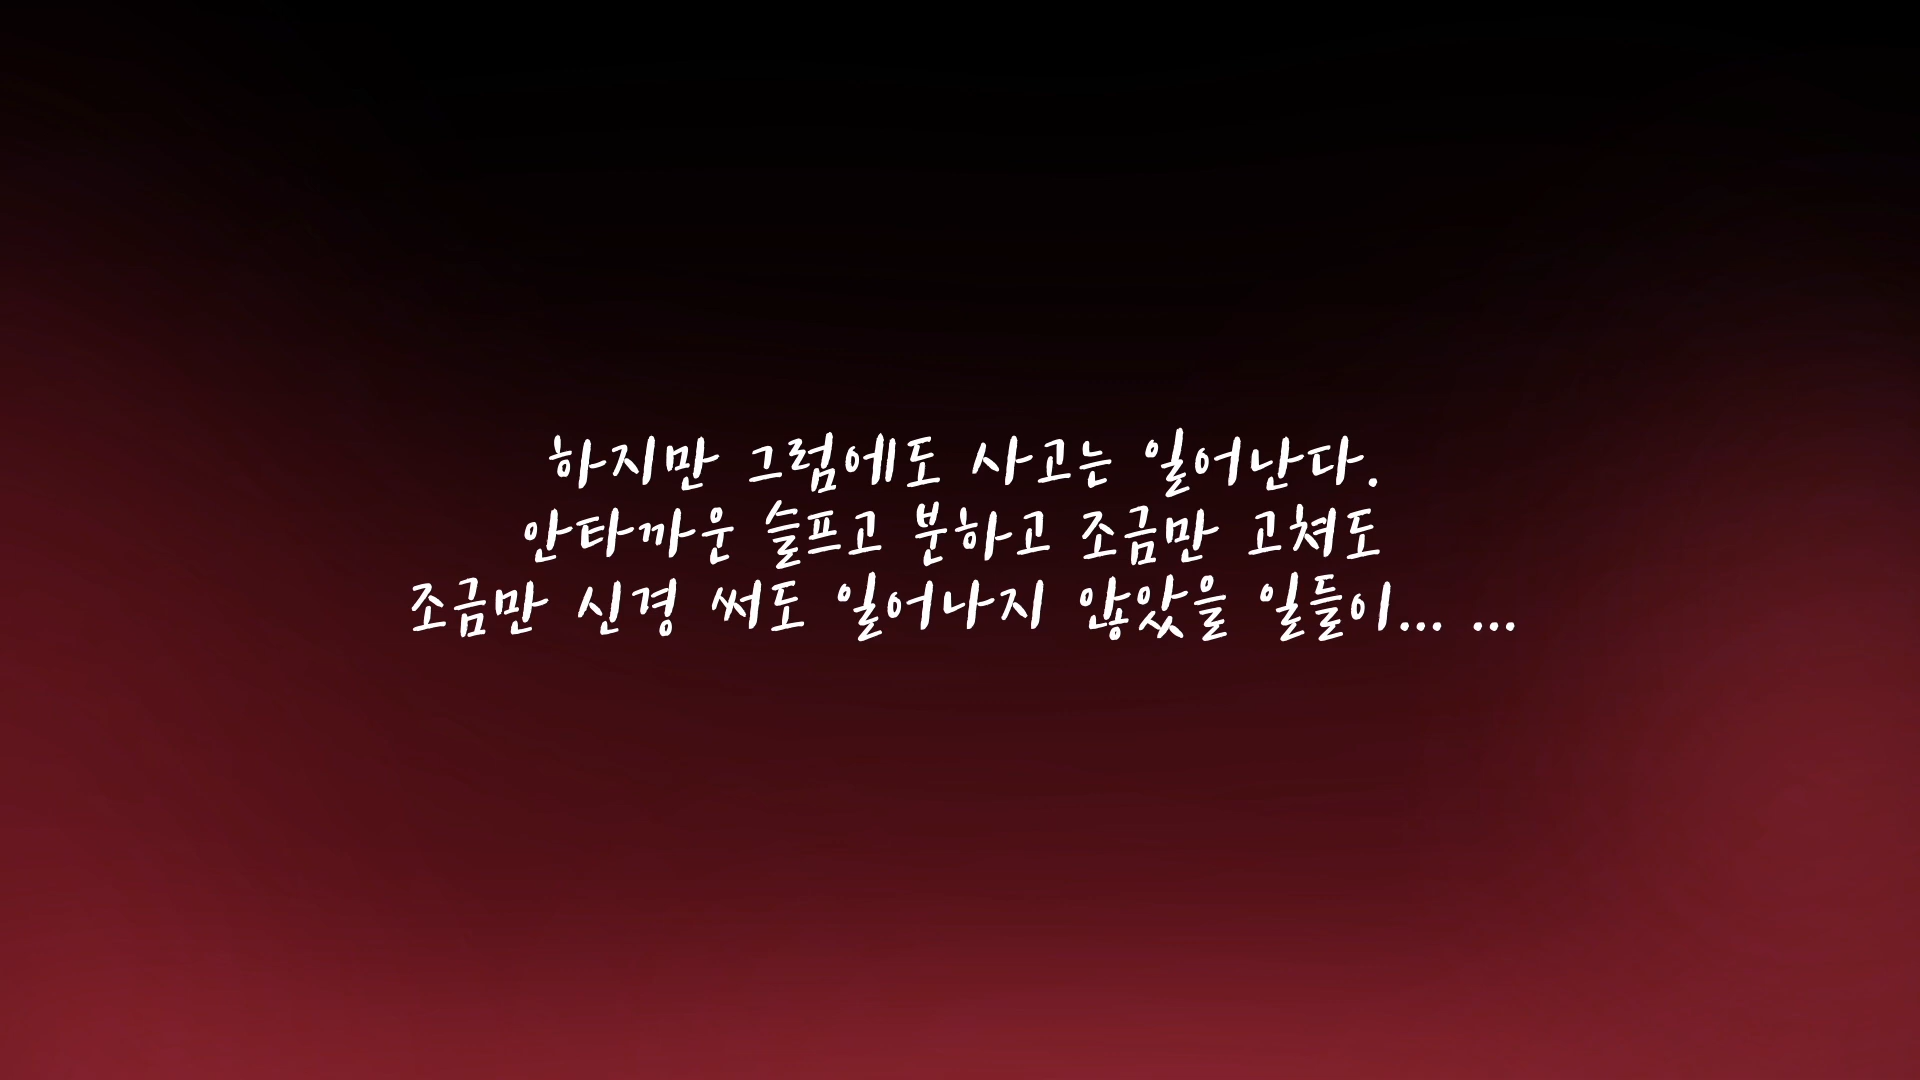 하지만 그럼에도 사고는 일어난다.
안타까운 슬프고 분하고 조금만 고쳐도
조금만 신경 써도 일어나지 않았을 일들이... ...